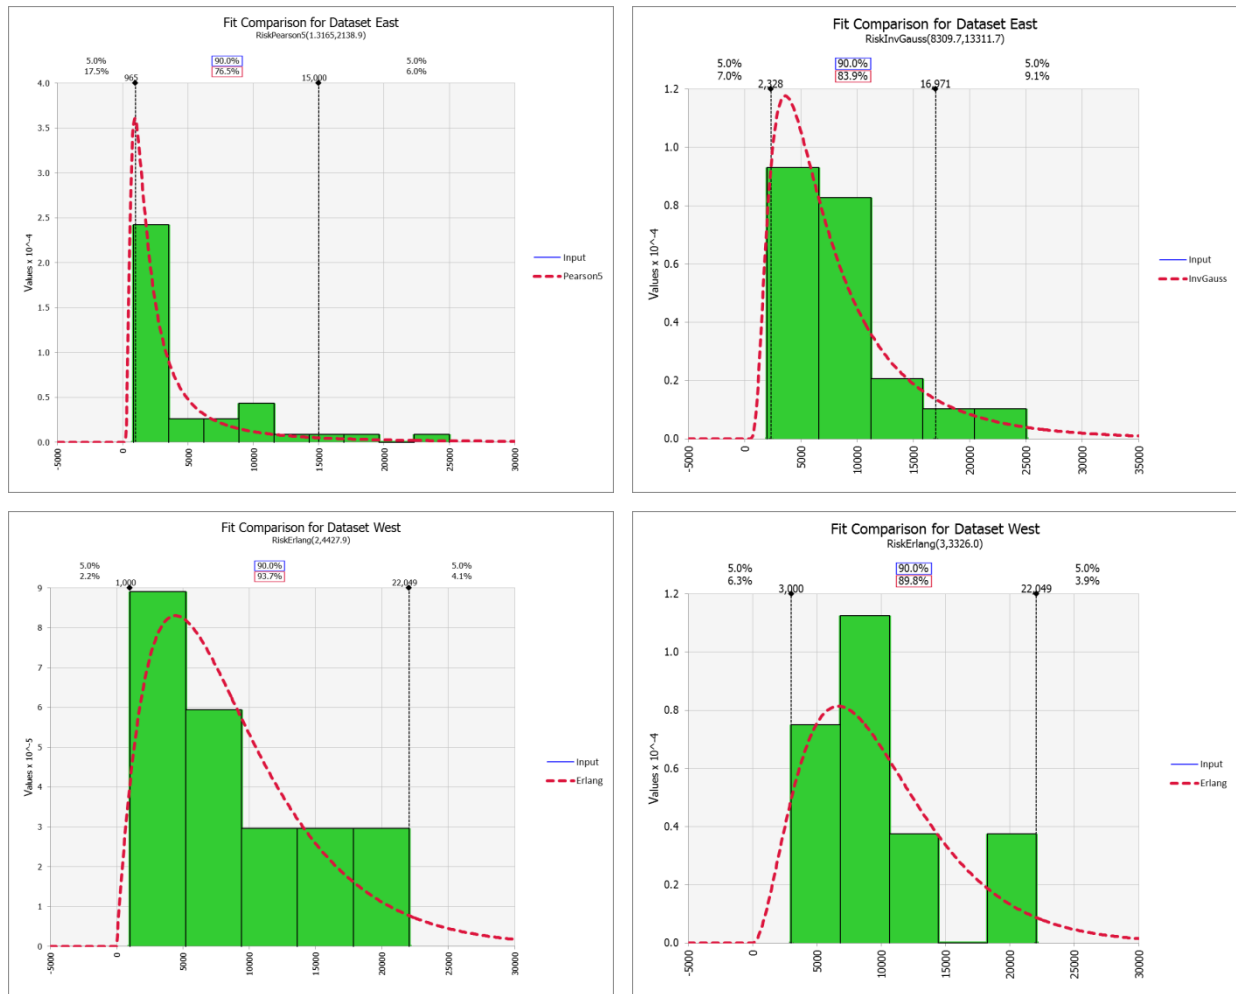 Fit Comparison for Dataset East
RiskPearson5(1.3165,2138.9)
5.0% 90.0% 5.0%
17.5% 76.5% 6.0%
965 15,000
4.0
3.5
3.0
2.5
2.0
1.5
1.0
0.5
0.0
Values x 10^-4
-5000 0 5000 10000 15000 20000 25000 30000
Input
Pearson5
Fit Comparison for Dataset East
RiskInvGauss(8309.7,13311.7)
5.0% 90.0% 5.0%
7.0% 83.9% 9.1%
2,328 16,971
1.2
1.0
0.8
0.6
0.4
0.2
0.0
Values x 10^-4
-5000 0 5000 10000 15000 20000 25000 30000 35000
Input
InvGauss
Fit Comparison for Dataset West
RiskErlang(2,4427.9)
5.0% 90.0% 5.0%
2.2% 93.7% 4.1%
1,000 22,049
9
8
7
6
5
4
3
2
1
0
Values x 10^-5
-5000 0 5000 10000 15000 20000 25000 30000
Input
Erlang
Fit Comparison for Dataset West
RiskErlang(3,3326.0)
5.0% 90.0% 5.0%
6.3% 89.8% 3.9%
3,000 22,049
1.2
1.0
0.8
0.6
0.4
0.2
0.0
Values x 10^-4
-5000 0 5000 10000 15000 20000 25000 30000
Input
Erlang